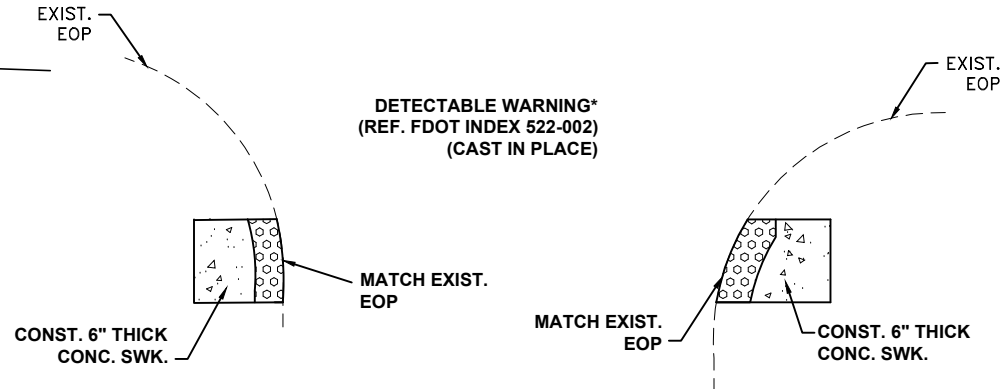 EXIST.
EOP
EXIST.
EOP
DETECTABLE WARNING*
(REF. FDOT INDEX 522-002)
(CAST IN PLACE)
MATCH EXIST.
EOP
CONST. 6" THICK
CONC. SWK.
MATCH EXIST.
EOP
CONST. 6" THICK
CONC. SWK.